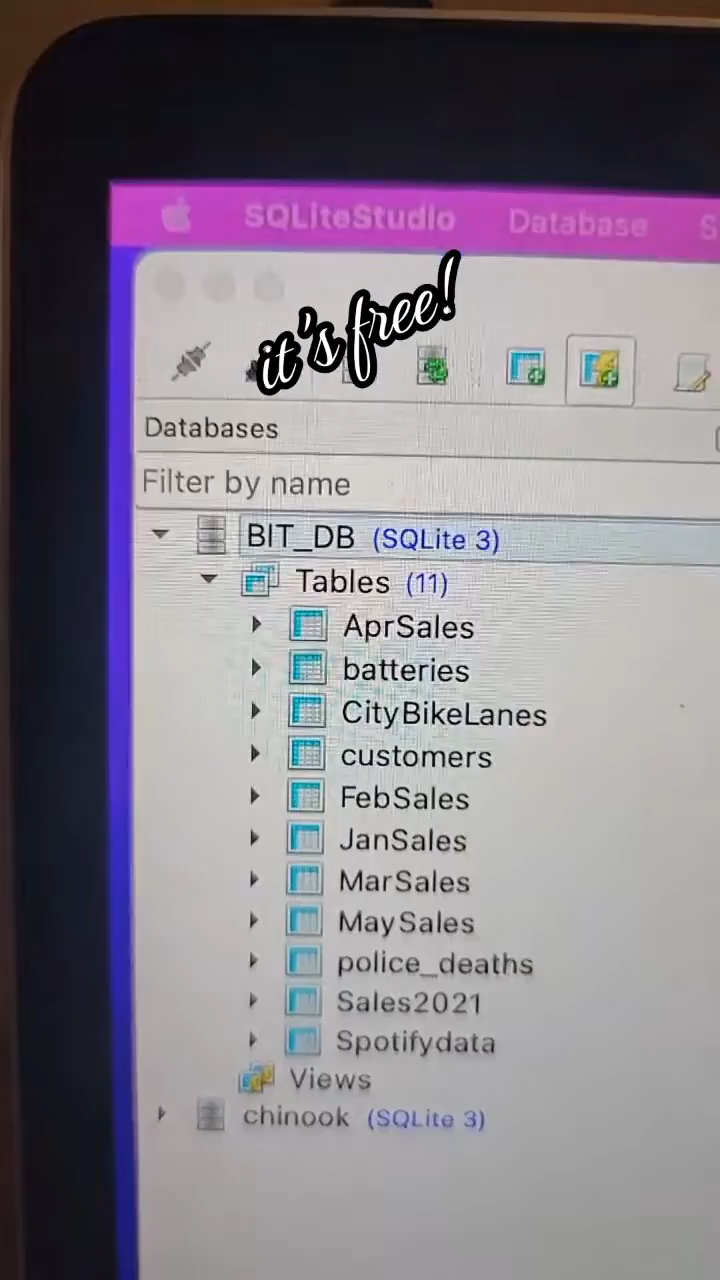 SQLiteStudio Database S
it's free!
Databases
Filter by name
BIT_DB (SQLite 3)
Tables (11)
AprSales
batteries
CityBikeLanes
customers
FebSales
JanSales
MarSales
MaySales
police_deaths
Sales2021
Spotifydata
Views
chinook (SQLite 3)